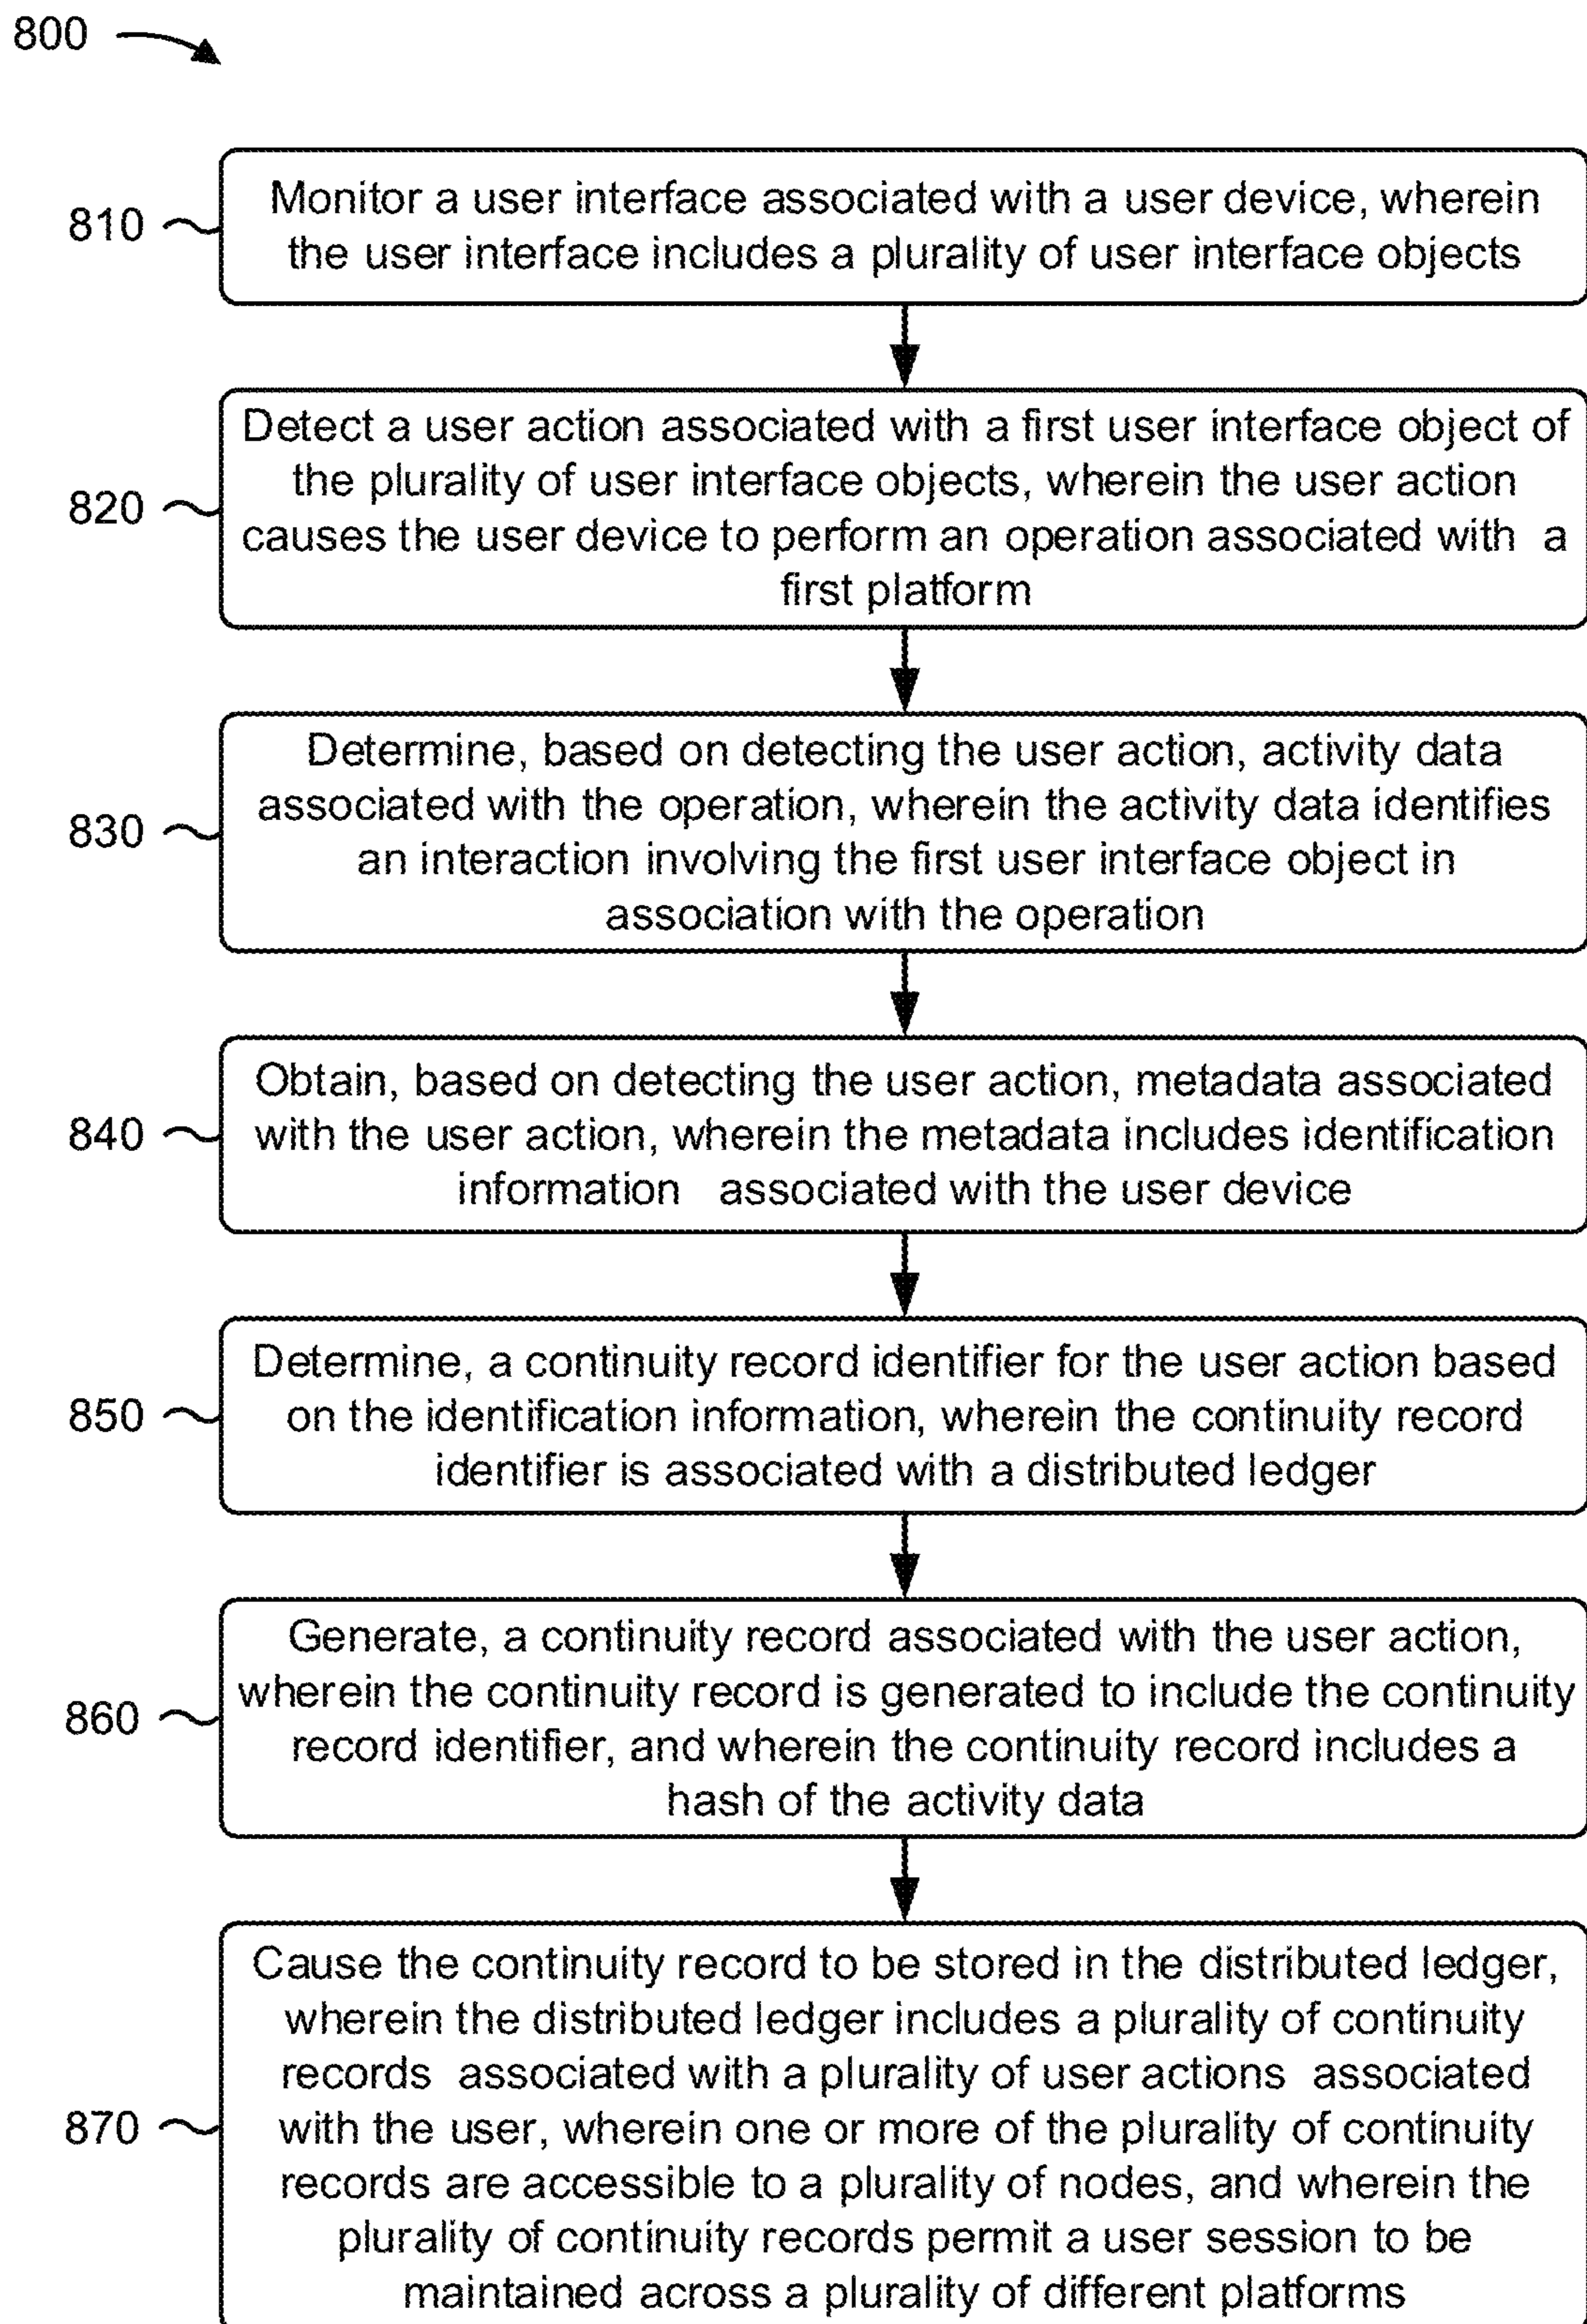 800
810
Monitor a user interface associated with a user device, wherein
the user interface includes a plurality of user interface objects
820
Detect a user action associated with a first user interface object of
the plurality of user interface objects, wherein the user action
causes the user device to perform an operation associated with a
first platform
830
Determine, based on detecting the user action, activity data
associated with the operation, wherein the activity data identifies
an interaction involving the first user interface object in
association with the operation
840
Obtain, based on detecting the user action, metadata associated
with the user action, wherein the metadata includes identification
information associated with the user device
850
Determine, a continuity record identifier for the user action based
on the identification information, wherein the continuity record
identifier is associated with a distributed ledger
860
Generate, a continuity record associated with the user action,
wherein the continuity record is generated to include the continuity
record identifier, and wherein the continuity record includes a
hash of the activity data
870
Cause the continuity record to be stored in the distributed ledger,
wherein the distributed ledger includes a plurality of continuity
records associated with a plurality of user actions associated
with the user, wherein one or more of the plurality of continuity
records are accessible to a plurality of nodes, and wherein the
plurality of continuity records permit a user session to be
maintained across a plurality of different platforms